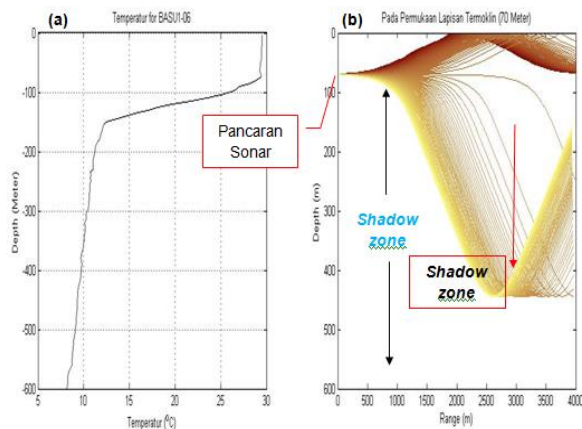 (a)
Temperatur for BASU1-06
0
-100
-200
-300
-400
-500
-600
Depth (Meter)
5 10 15 20 25 30
Temperatur (⁰C)
(b)
Pada Permukaan Lapisan Termoklin (70 Meter)
0
100
200
300
400
500
600
Depth (m)
0 500 1000 1500 2000 2500 3000 3500 4000
Range (m)
Pancaran
Sonar
Shadow
zone
Shadow
zone